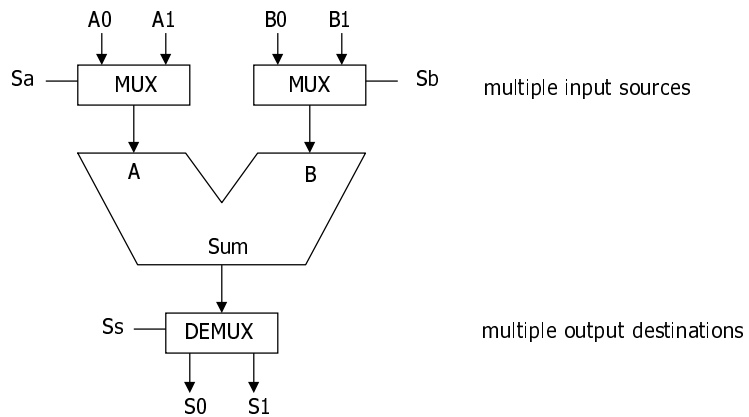 A0 A1 B0 B1
Sa MUX MUX Sb multiple input sources
A B
Sum
Ss DEMUX multiple output destinations
S0 S1